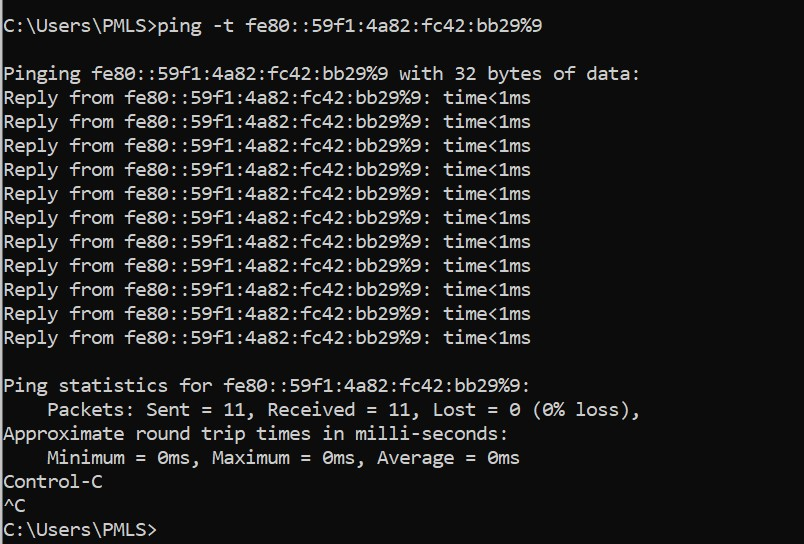 C:\Users\PMLS>ping -t fe80::59f1:4a82:fc42:bb29%9
Pinging fe80::59f1:4a82:fc42:bb29%9 with 32 bytes of data:
Reply from fe80::59f1:4a82:fc42:bb29%9: time<1ms
Reply from fe80::59f1:4a82:fc42:bb29%9: time<1ms
Reply from fe80::59f1:4a82:fc42:bb29%9: time<1ms
Reply from fe80::59f1:4a82:fc42:bb29%9: time<1ms
Reply from fe80::59f1:4a82:fc42:bb29%9: time<1ms
Reply from fe80::59f1:4a82:fc42:bb29%9: time<1ms
Reply from fe80::59f1:4a82:fc42:bb29%9: time<1ms
Reply from fe80::59f1:4a82:fc42:bb29%9: time<1ms
Reply from fe80::59f1:4a82:fc42:bb29%9: time<1ms
Reply from fe80::59f1:4a82:fc42:bb29%9: time<1ms
Reply from fe80::59f1:4a82:fc42:bb29%9: time<1ms
Ping statistics for fe80::59f1:4a82:fc42:bb29%9:
    Packets: Sent = 11, Received = 11, Lost = 0 (0% loss),
Approximate round trip times in milli-seconds:
    Minimum = 0ms, Maximum = 0ms, Average = 0ms
Control-C
^C
C:\Users\PMLS>